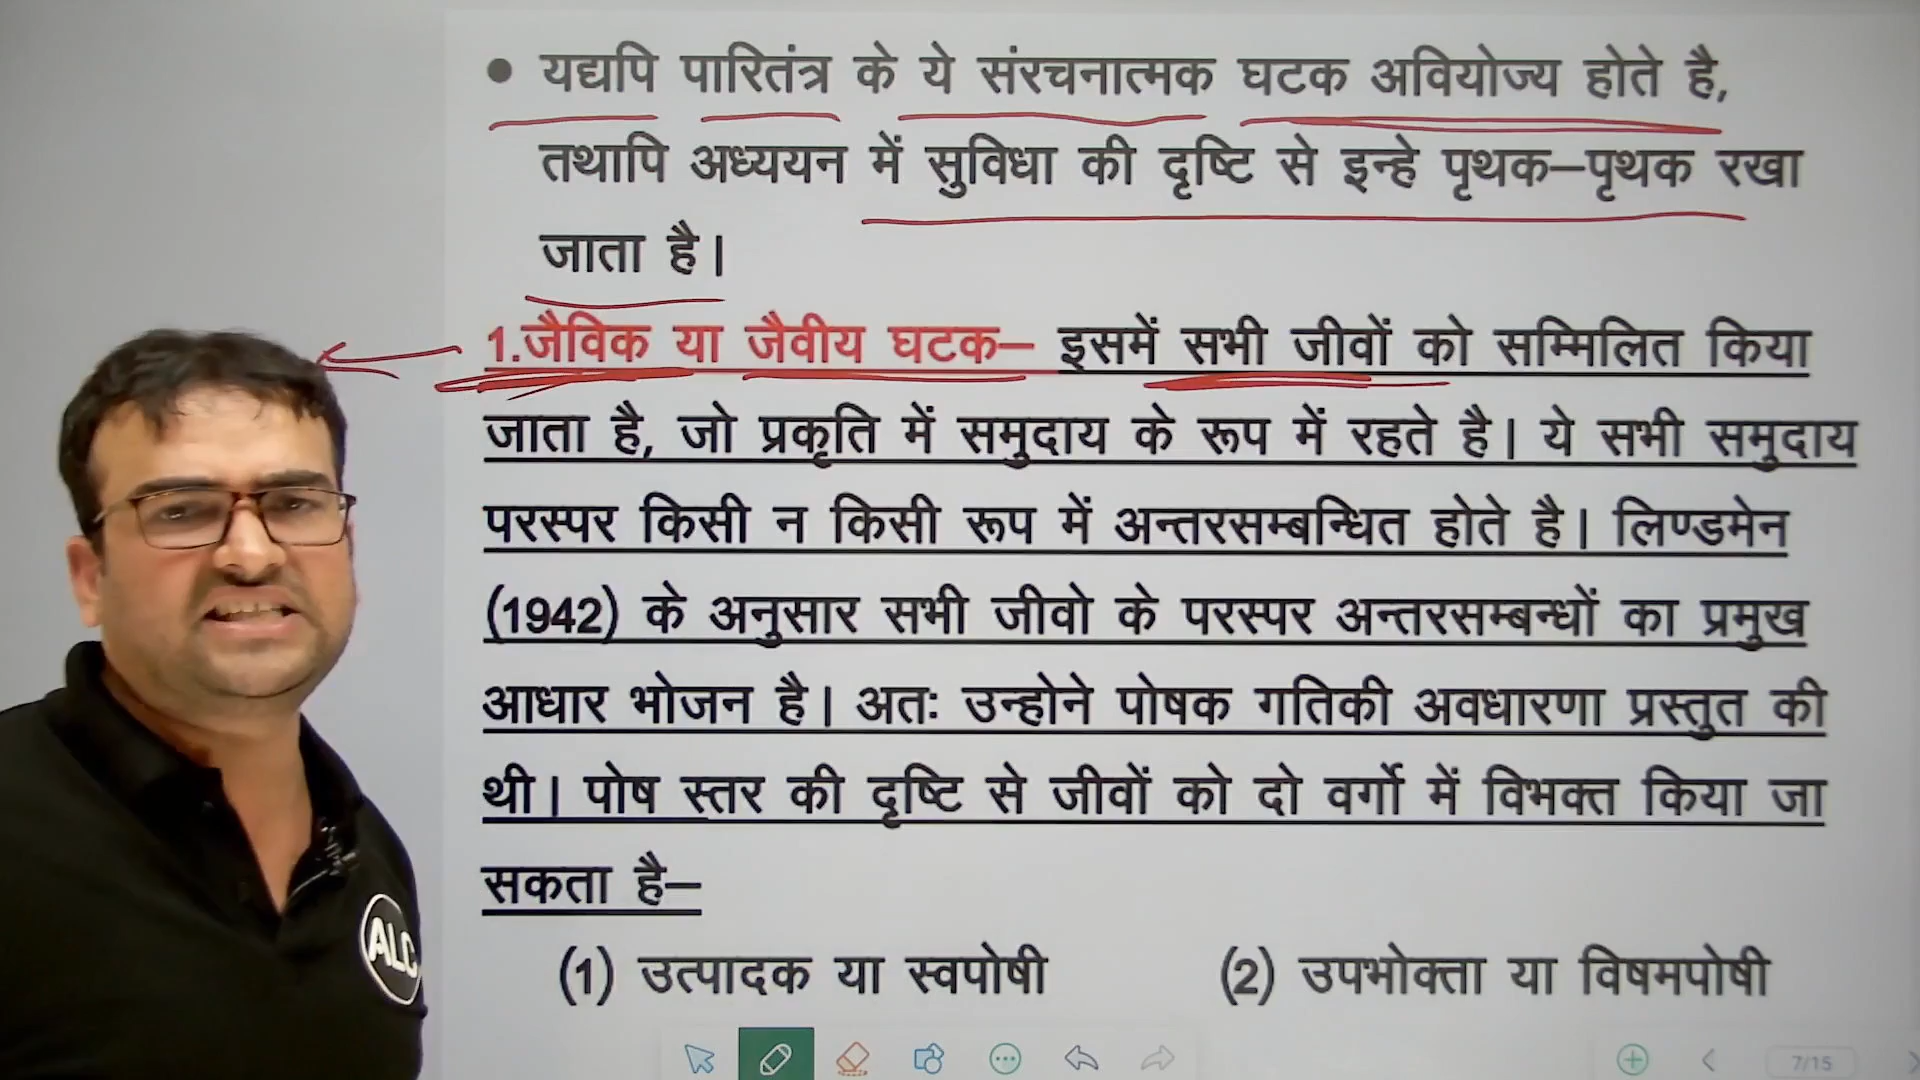 • यद्यपि पारितंत्र के ये संरचनात्मक घटक अवियोज्य होते है,
तथापि अध्ययन में सुविधा की दृष्टि से इन्हे पृथक–पृथक रखा
जाता है।
1.जैविक या जैवीय घटक– इसमें सभी जीवों को सम्मिलित किया
जाता है, जो प्रकृति में समुदाय के रूप में रहते है। ये सभी समुदाय
परस्पर किसी न किसी रूप में अन्तरसम्बन्धित होते है। लिण्डमेन
(1942) के अनुसार सभी जीवो के परस्पर अन्तरसम्बन्धों का प्रमुख
आधार भोजन है। अतः उन्होने पोषक गतिकी अवधारणा प्रस्तुत की
थी। पोष स्तर की दृष्टि से जीवों को दो वर्गो में विभक्त किया जा
सकता है–
(1) उत्पादक या स्वपोषी (2) उपभोक्ता या विषमपोषी
ALC
7/15